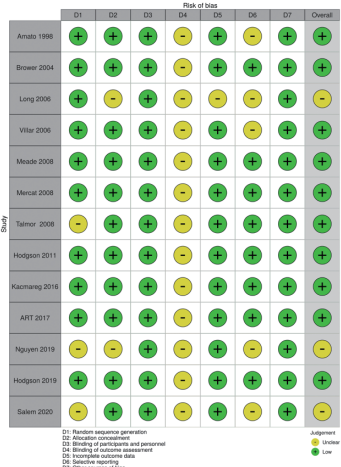 Risk of bias
D1 D2 D3 D4 D5 D6 D7 Overall
Study
Amato 1998 + + + - + - + +
Brower 2004 + + + - + + + +
Long 2006 + - + - - - + -
Villar 2006 + + + - + - + +
Meade 2008 + + + - + + + +
Mercat 2008 + + + - + + + +
Talmor 2008 - + + - + + + +
Hodgson 2011 + + + - + + + +
Kacmareg 2016 + + + - + + + +
ART 2017 + + + - + + + +
Nguyen 2019 - - + - + - + -
Hodgson 2019 + + + - + + + +
Salem 2020 - + + - + - + +
D1: Random sequence generation
D2: Allocation concealment
D3: Blinding of participants and personnel
D4: Blinding of outcome assessment
D5: Incomplete outcome data
D6: Selective reporting
Judgement
- Unclear
+ Low